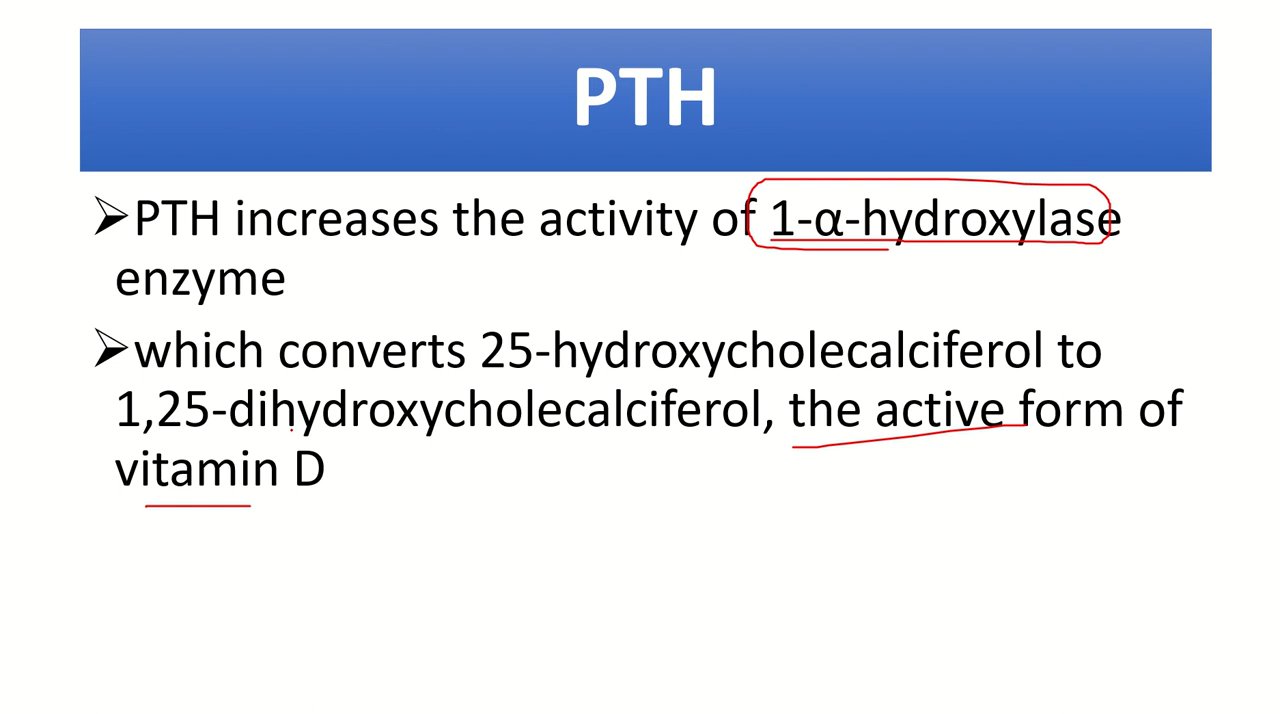 PTH
➢PTH increases the activity of 1-α-hydroxylase
enzyme
➢which converts 25-hydroxycholecalciferol to
1,25-dihydroxycholecalciferol, the active form of
vitamin D